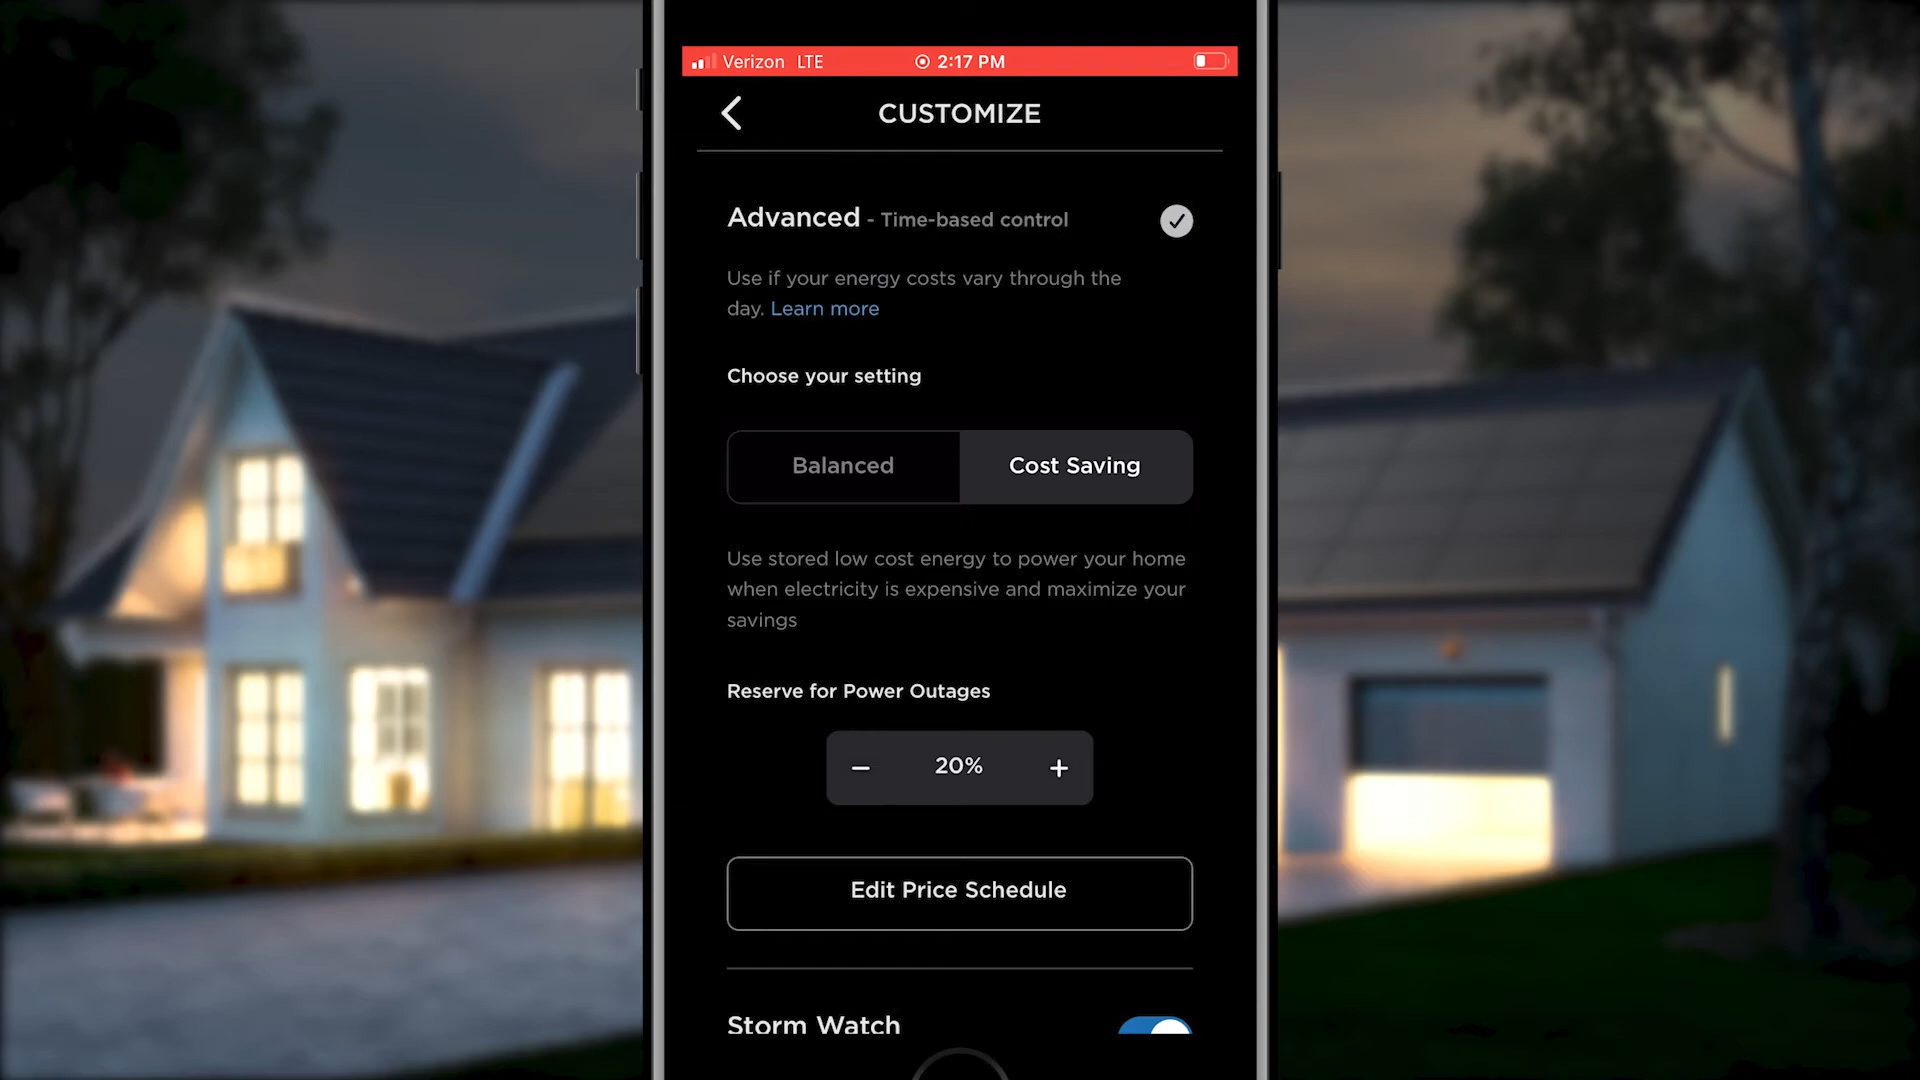 Verizon LTE 2:17 PM
CUSTOMIZE
Advanced - Time-based control
Use if your energy costs vary through the
day. Learn more
Choose your setting
Balanced Cost Saving
Use stored low cost energy to power your home
when electricity is expensive and maximize your
savings
Reserve for Power Outages
− 20% +
Edit Price Schedule
Storm Watch